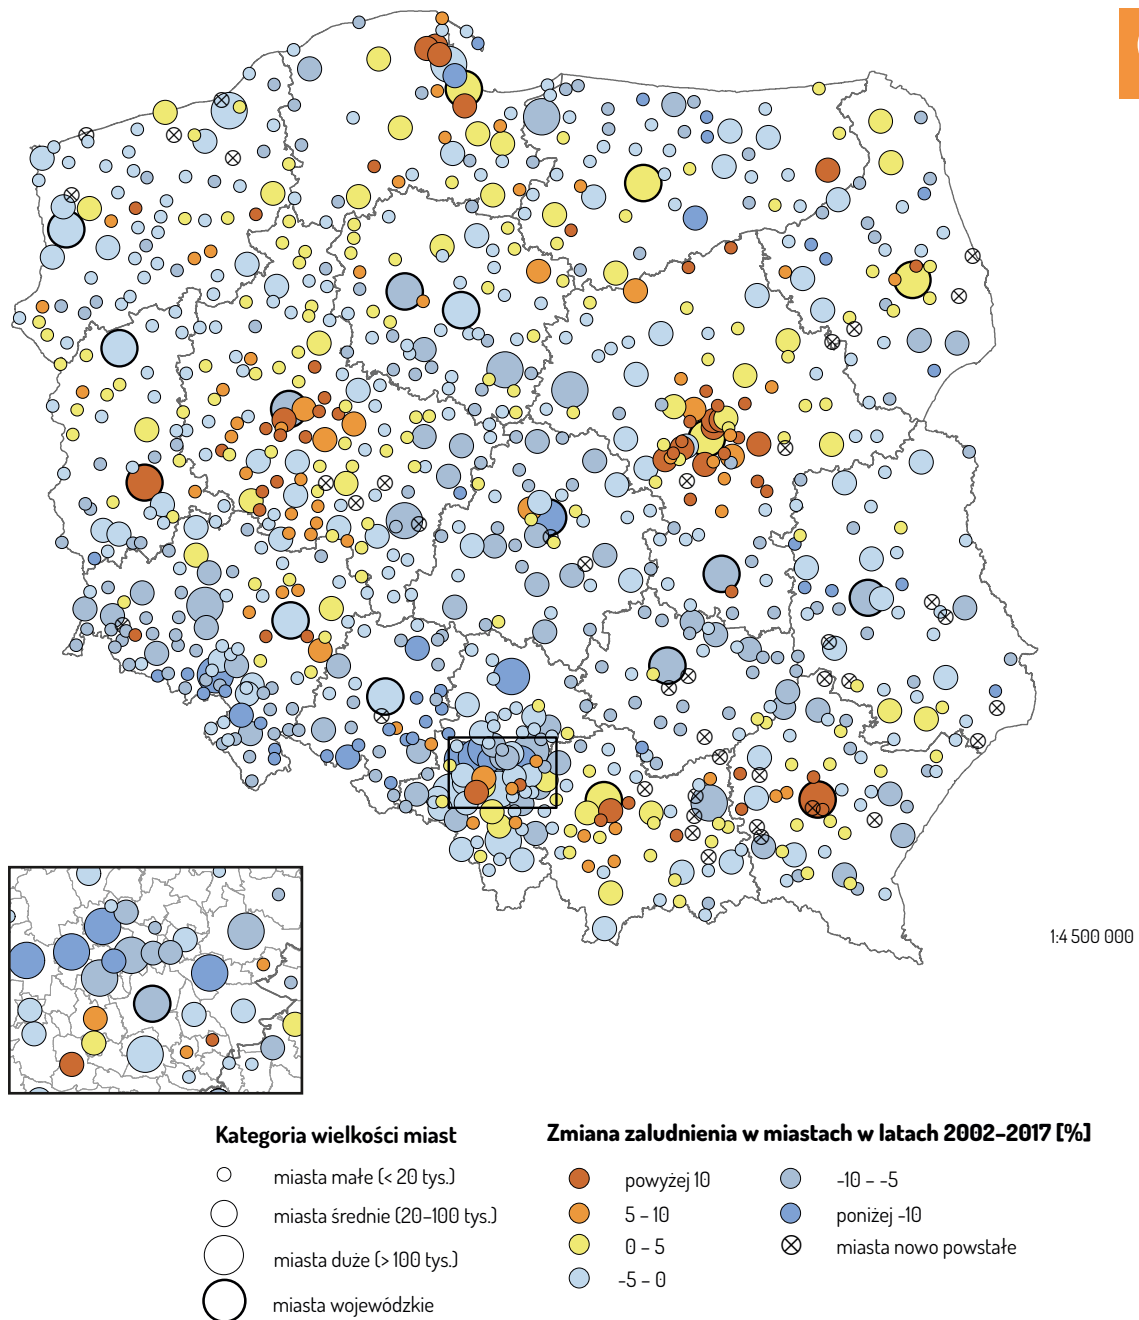 1:4 500 000
Kategoria wielkości miast
miasta małe (< 20 tys.)
miasta średnie (20–100 tys.)
miasta duże (> 100 tys.)
miasta wojewódzkie
Zmiana zaludnienia w miastach w latach 2002–2017 [%]
powyżej 10
5 – 10
0 – 5
-5 – 0
-10 – -5
poniżej -10
miasta nowo powstałe